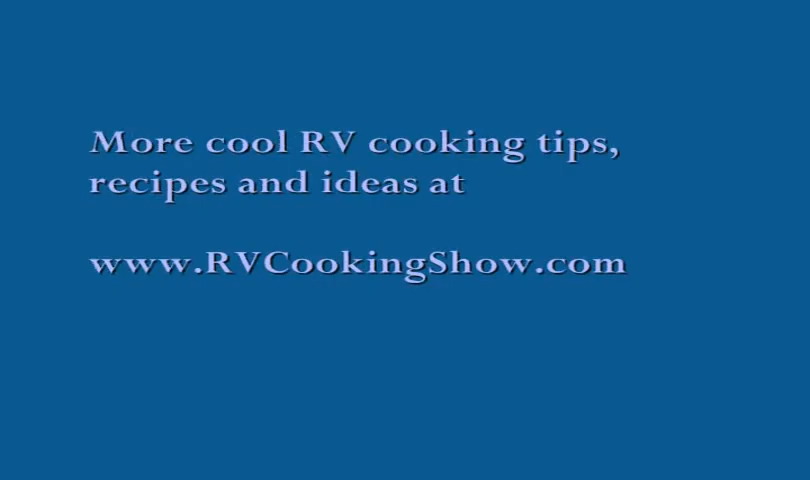 More cool RV cooking tips,
recipes and ideas at
www.RVCookingShow.com